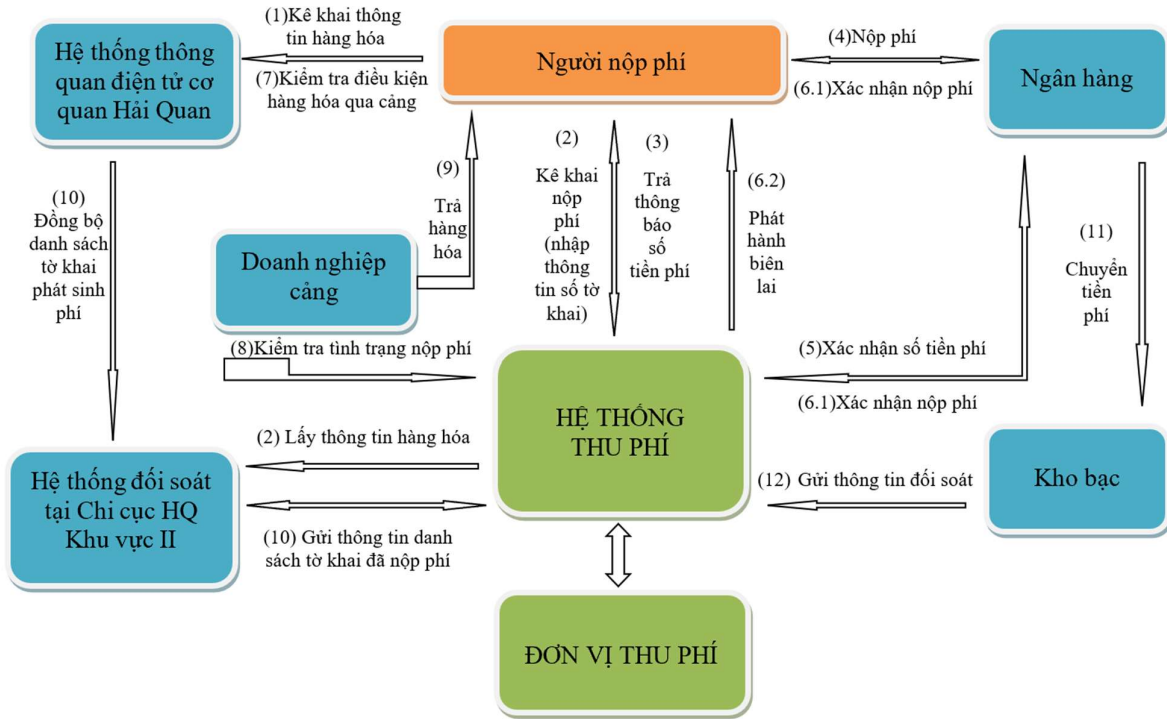 (1)Kê khai thông
tin hàng hóa
Hệ thống thông
quan điện tử cơ
quan Hải Quan
(7)Kiểm tra điều kiện
hàng hóa qua cảng
Người nộp phí
(4)Nộp phí
(6.1)Xác nhận nộp phí
Ngân hàng
(10)
Đồng bộ
danh sách
tờ khai
phát sinh
phí
(9)
Trả
hàng
hóa
Doanh nghiệp
cảng
(2)
Kê khai
nộp
phí
(nhập
thông
tin số tờ
khai)
(3)
Trả
thông
báo
số
tiền phí
(6.2)
Phát
hành
biên
lai
(11)
Chuyển
tiền
phí
(8)Kiểm tra tình trạng nộp phí
(5)Xác nhận số tiền phí
(6.1)Xác nhận nộp phí
HỆ THỐNG
THU PHÍ
(2) Lấy thông tin hàng hóa
Hệ thống đối soát
tại Chi cục HQ
Khu vực II
(10) Gửi thông tin danh
sách tờ khai đã nộp phí
(12) Gửi thông tin đối soát
Kho bạc
ĐƠN VỊ THU PHÍ